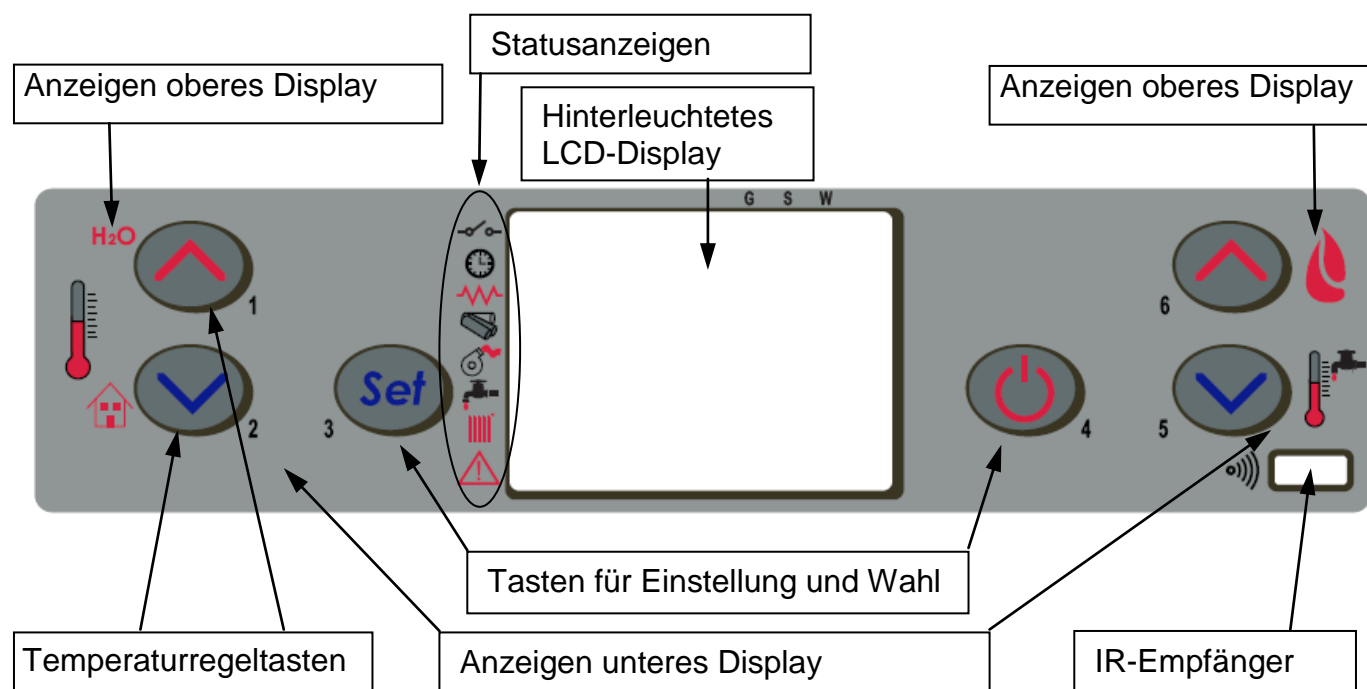 Statusanzeigen
Anzeigen oberes Display
Hinterleuchtetes
LCD-Display
Anzeigen oberes Display
G S W
H₂O
1
6
Set
2
3
4
5
Tasten für Einstellung und Wahl
Temperaturregeltasten
Anzeigen unteres Display
IR-Empfänger